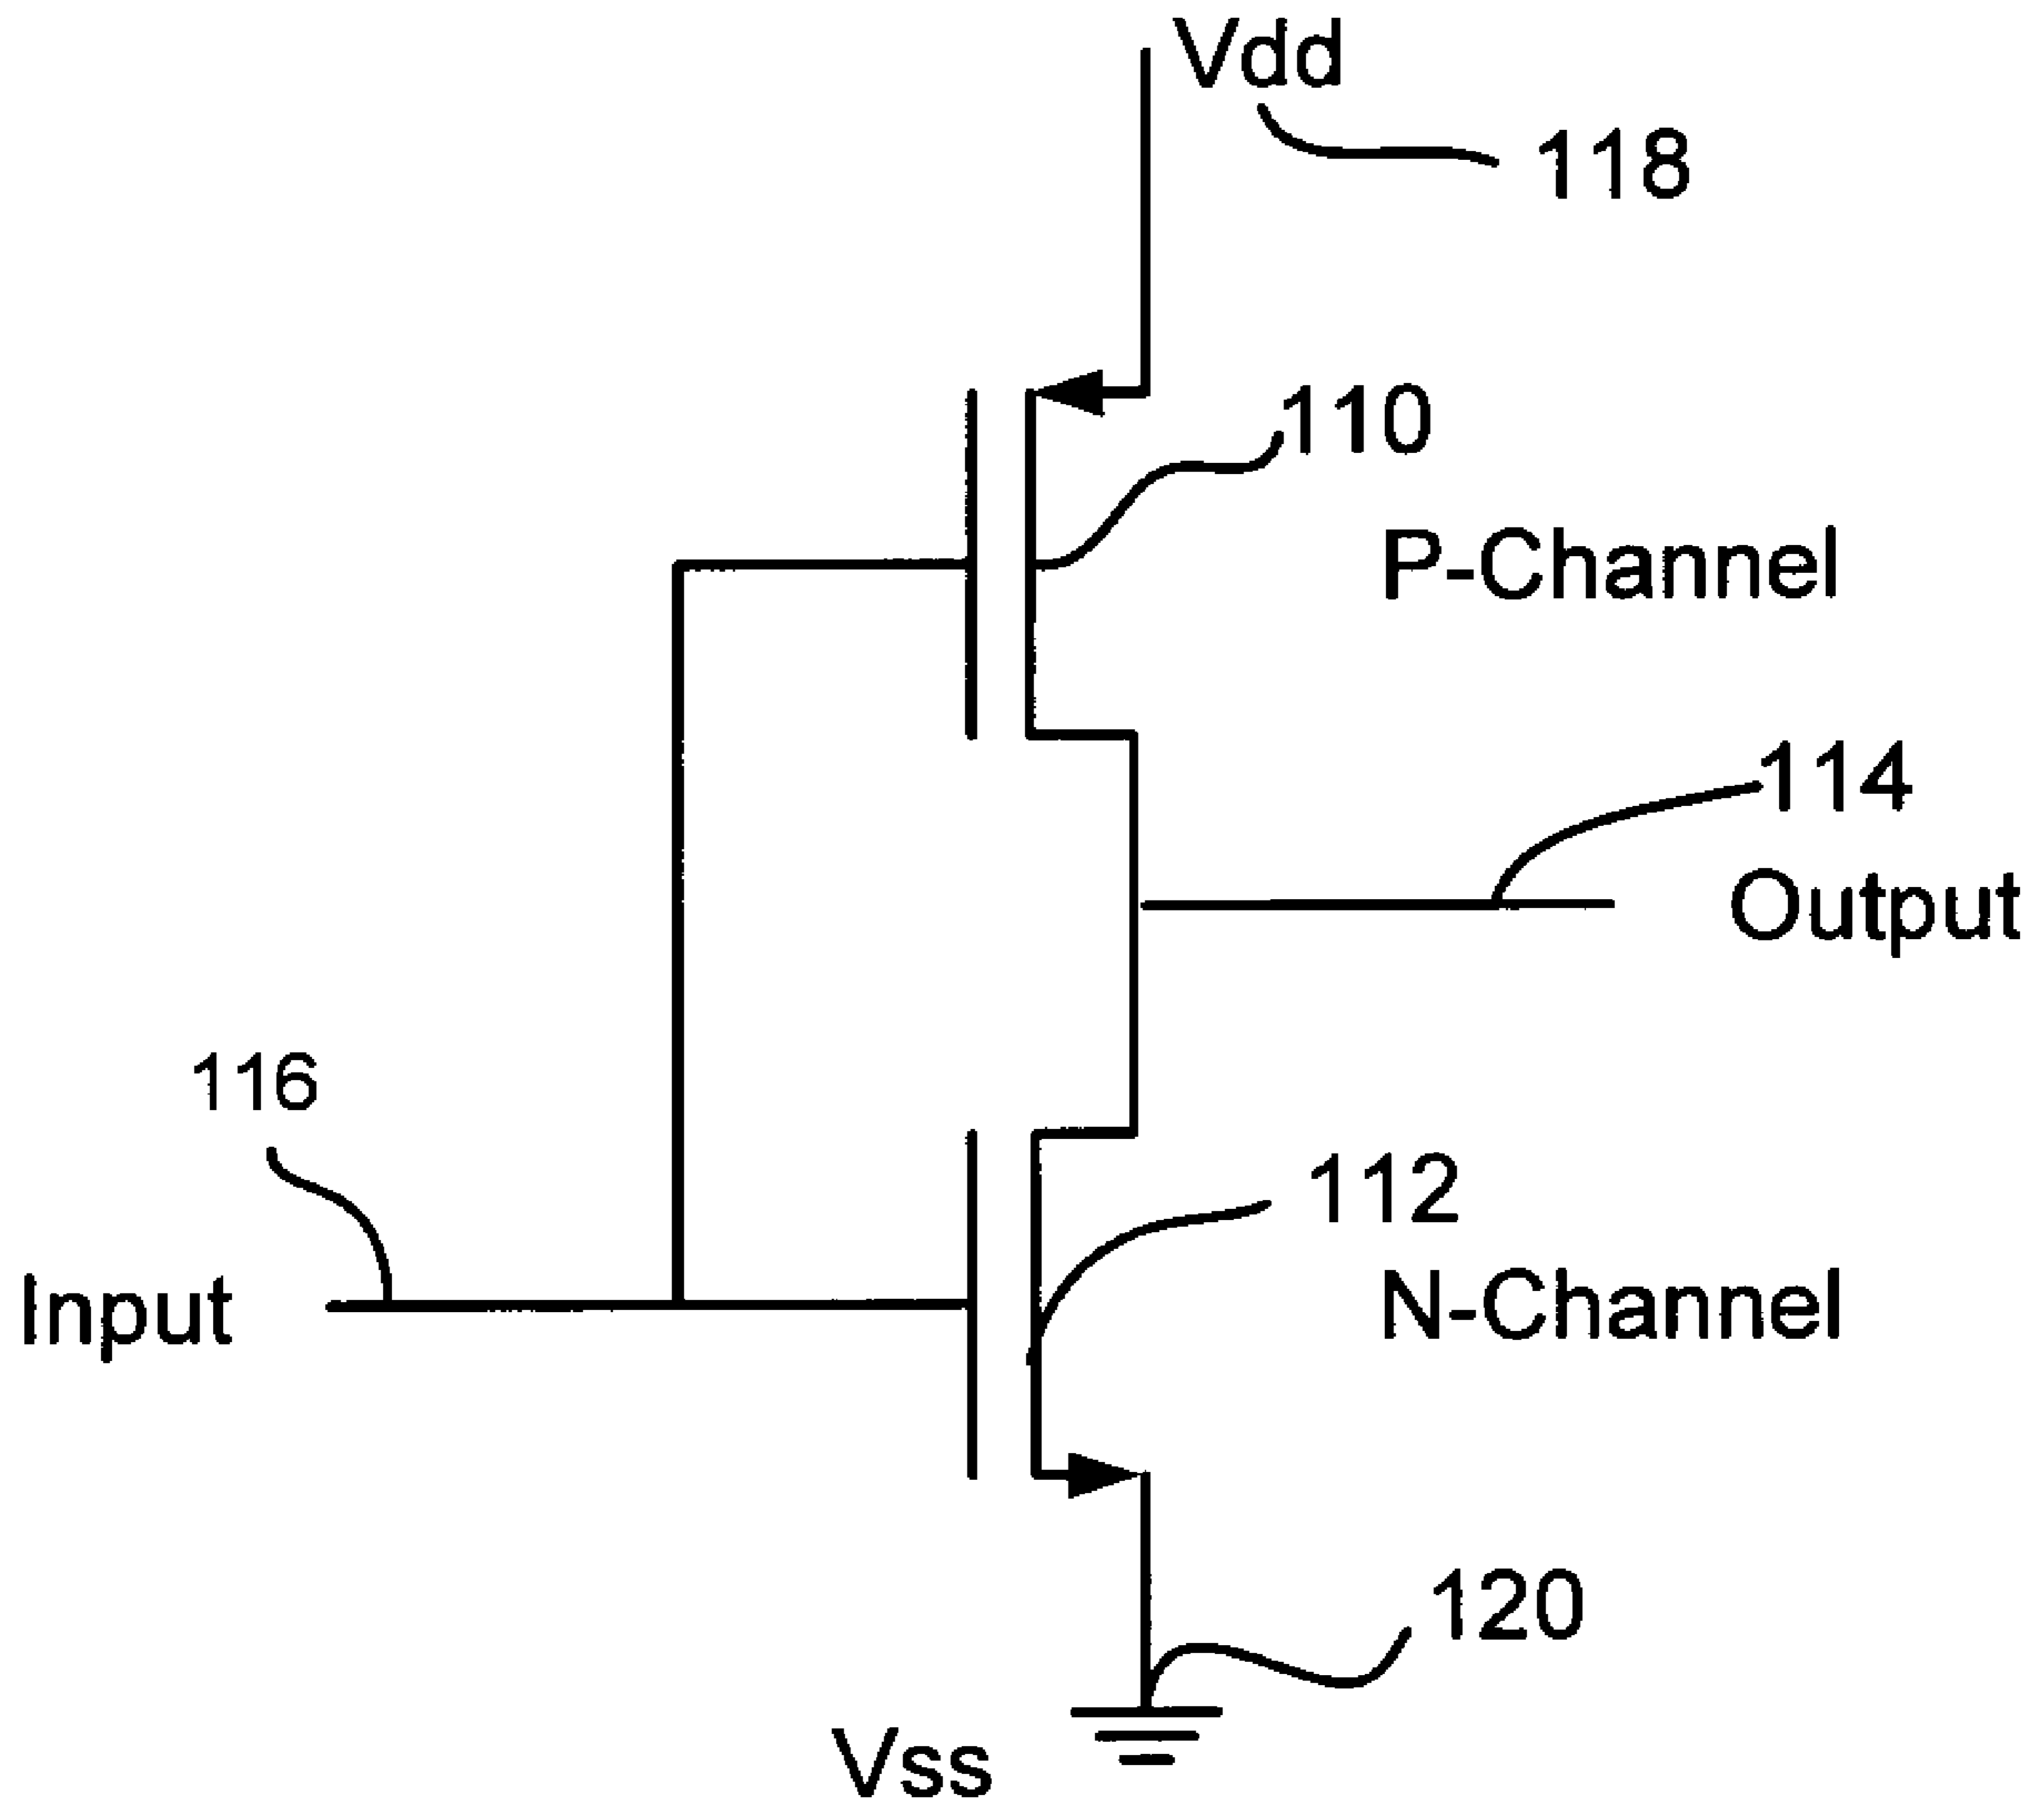 Vdd
118
110
P-Channel
114
Output
116
112
Input
N-Channel
120
Vss